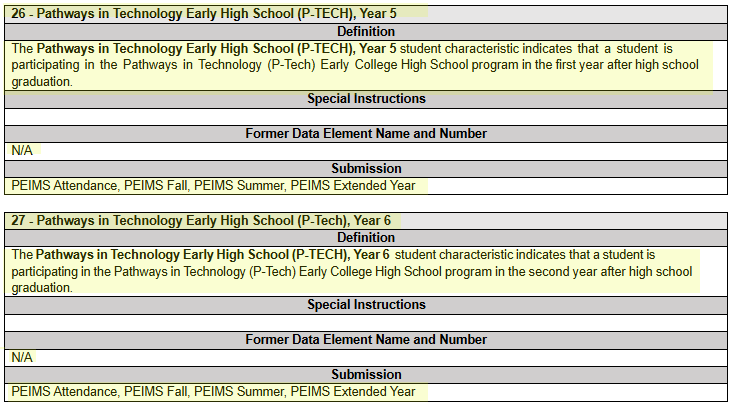 26 - Pathways in Technology Early High School (P-TECH), Year 5
Definition
The Pathways in Technology Early High School (P-TECH), Year 5 student characteristic indicates that a student is
participating in the Pathways in Technology (P-Tech) Early College High School program in the first year after high school
graduation.
Special Instructions
Former Data Element Name and Number
N/A
Submission
PEIMS Attendance, PEIMS Fall, PEIMS Summer, PEIMS Extended Year
27 - Pathways in Technology Early High School (P-Tech), Year 6
Definition
The Pathways in Technology Early High School (P-TECH), Year 6 student characteristic indicates that a student is
participating in the Pathways in Technology (P-Tech) Early College High School program in the second year after high school
graduation.
Special Instructions
Former Data Element Name and Number
N/A
Submission
PEIMS Attendance, PEIMS Fall, PEIMS Summer, PEIMS Extended Year